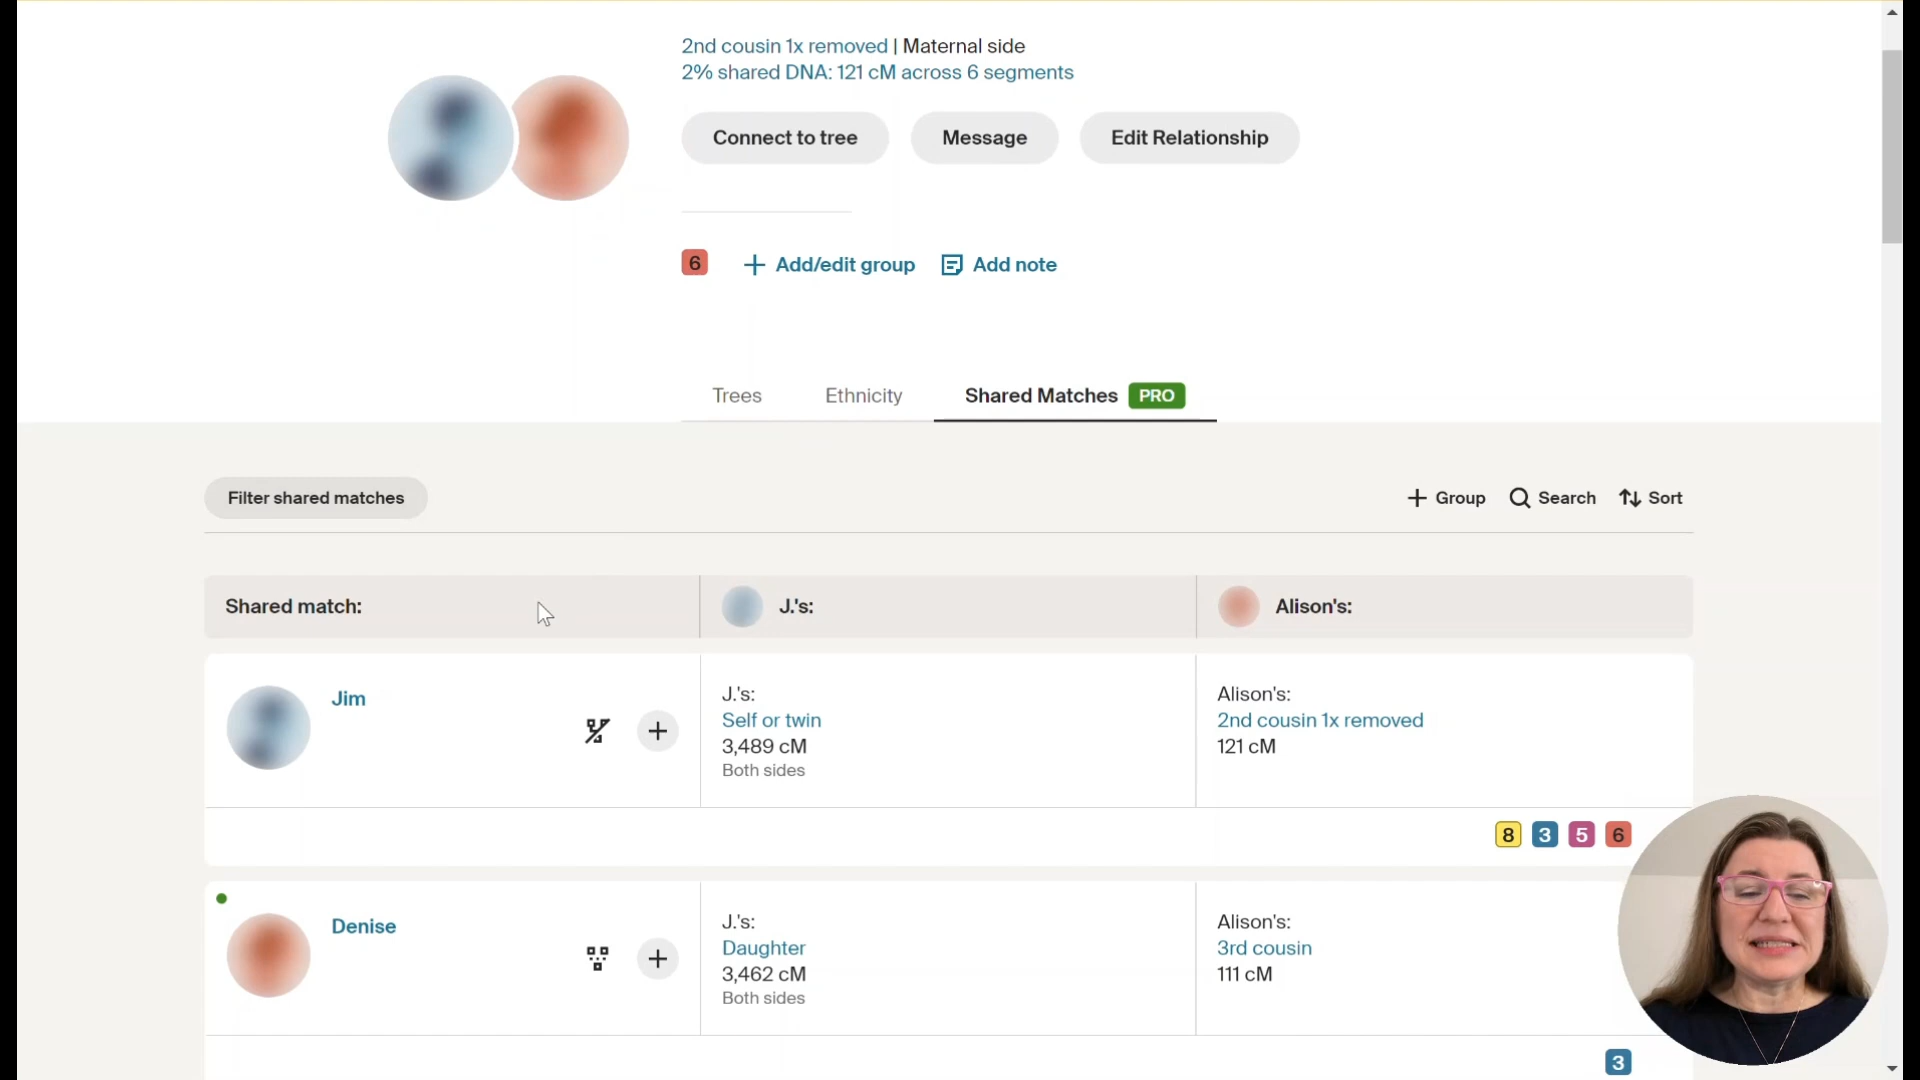 2nd cousin 1x removed | Maternal side
2% shared DNA: 121 cM across 6 segments
Connect to tree
Message
Edit Relationship
6
Add/edit group
Add note
Trees
Ethnicity
Shared Matches PRO
Filter shared matches
Group
Search
Sort
Shared match:
J.'s:
Alison's:
Jim
J.'s:
Self or twin
3,489 cM
Both sides
Alison's:
2nd cousin 1x removed
121 cM
8 3 5 6
Denise
J.'s:
Daughter
3,462 cM
Both sides
Alison's:
3rd cousin
111 cM
3